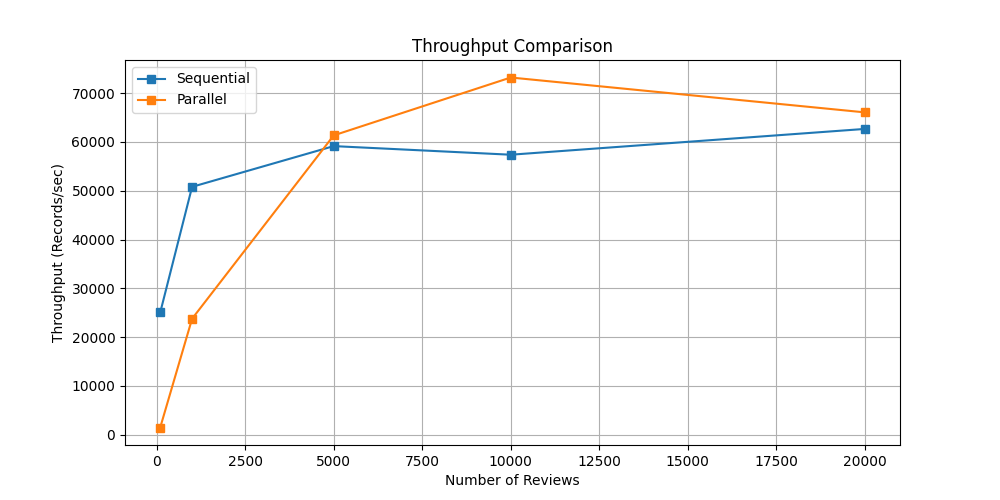 Throughput Comparison
Sequential
Parallel
Throughput (Records/sec)
70000
60000
50000
40000
30000
20000
10000
0
0 2500 5000 7500 10000 12500 15000 17500 20000
Number of Reviews